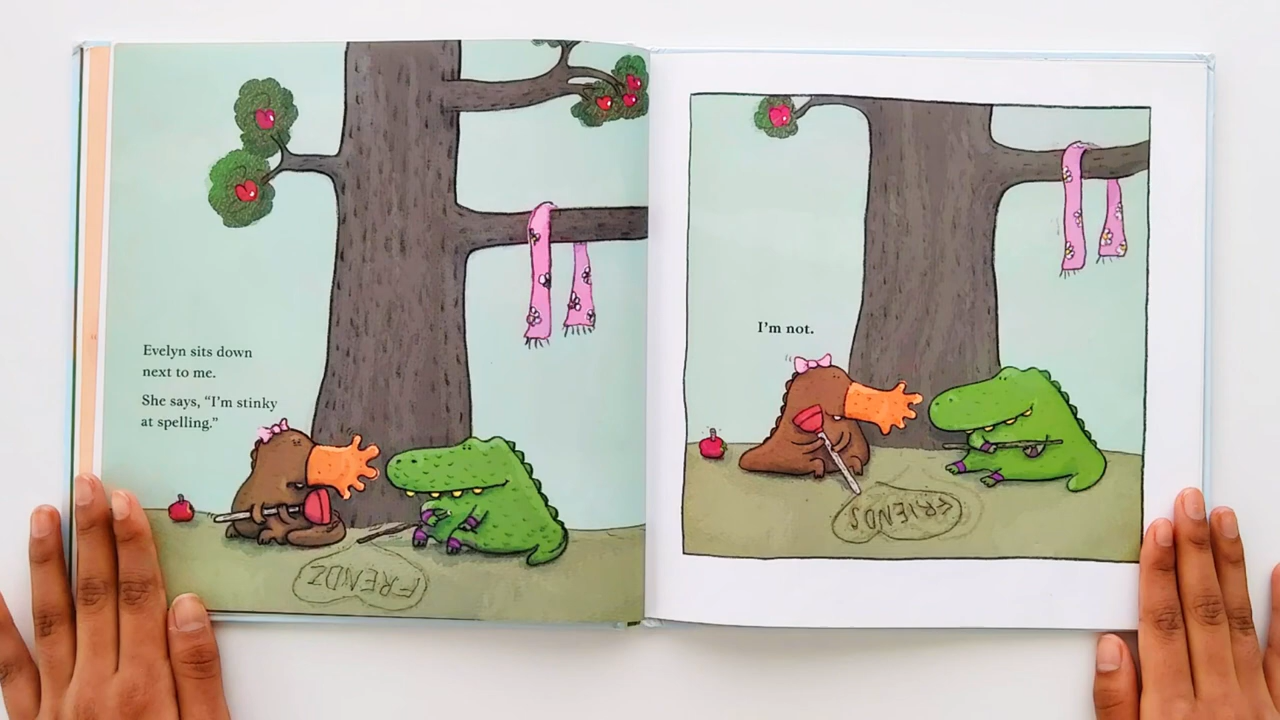 Evelyn sits down
next to me.
She says, “I’m stinky
at spelling.”
FRENDZ
I’m not.
FRIENDS